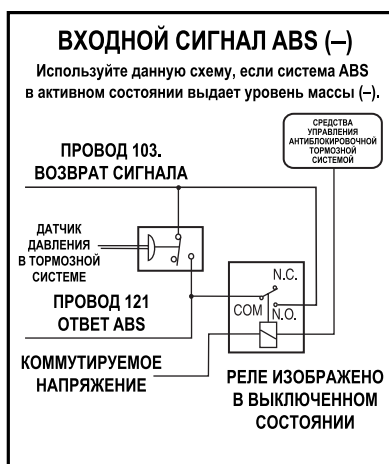 ВХОДНОЙ СИГНАЛ ABS (–)
Используйте данную схему, если система ABS
в активном состоянии выдает уровень массы (–).
СРЕДСТВА
УПРАВЛЕНИЯ
АНТИБЛОКИРОВОЧНОЙ
ТОРМОЗНОЙ
СИСТЕМОЙ
ПРОВОД 103.
ВОЗВРАТ СИГНАЛА
ДАТЧИК
ДАВЛЕНИЯ
В ТОРМОЗНОЙ
СИСТЕМЕ
N.C.
COM
N.O.
ПРОВОД 121
ОТВЕТ ABS
КОММУТИРУЕМОЕ
НАПРЯЖЕНИЕ
РЕЛЕ ИЗОБРАЖЕНО
В ВЫКЛЮЧЕННОМ
СОСТОЯНИИ